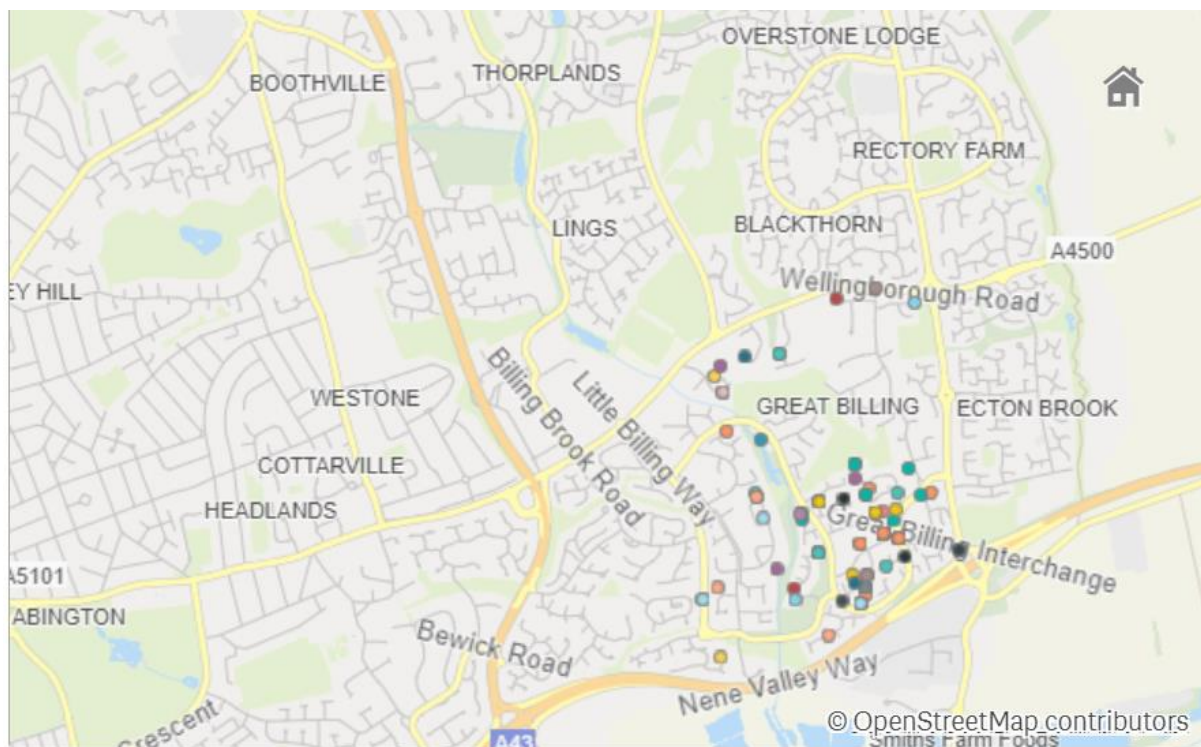 OVERSTONE LODGE
THORPLANDS
BOOTHVILLE
RECTORY FARM
BLACKTHORN
LINGS
A4500
Wellingborough Road
EY HILL
WESTONE
Billing Brook Road
Little Billing Way
GREAT BILLING
ECTON BROOK
COTTARVILLE
HEADLANDS
Great Billing Interchange
A5101
ABINGTON
Bewick Road
Nene Valley Way
Crescent
A43
© OpenStreetMap contributors
Smiths Farm Foods